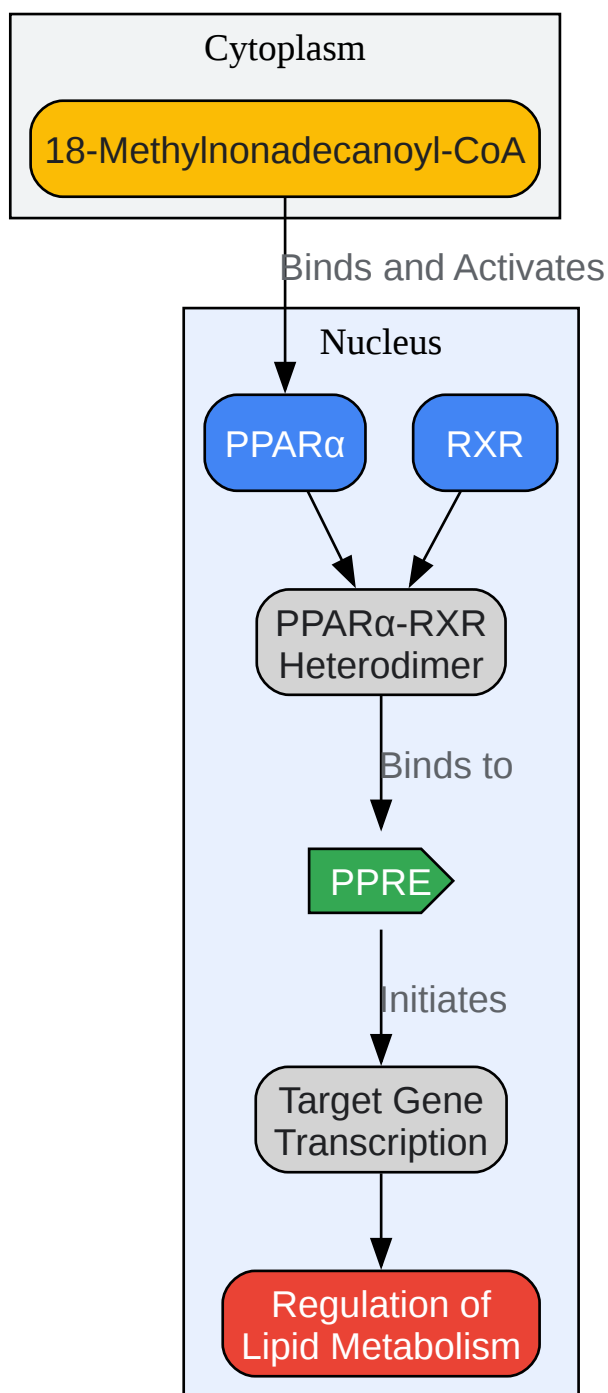 Cytoplasm
18-Methylnonadecanoyl-CoA
Binds and Activates
Nucleus
PPARα
RXR
PPARα-RXR
Heterodimer
Binds to
PPRE
Initiates
Target Gene
Transcription
Regulation of
Lipid Metabolism